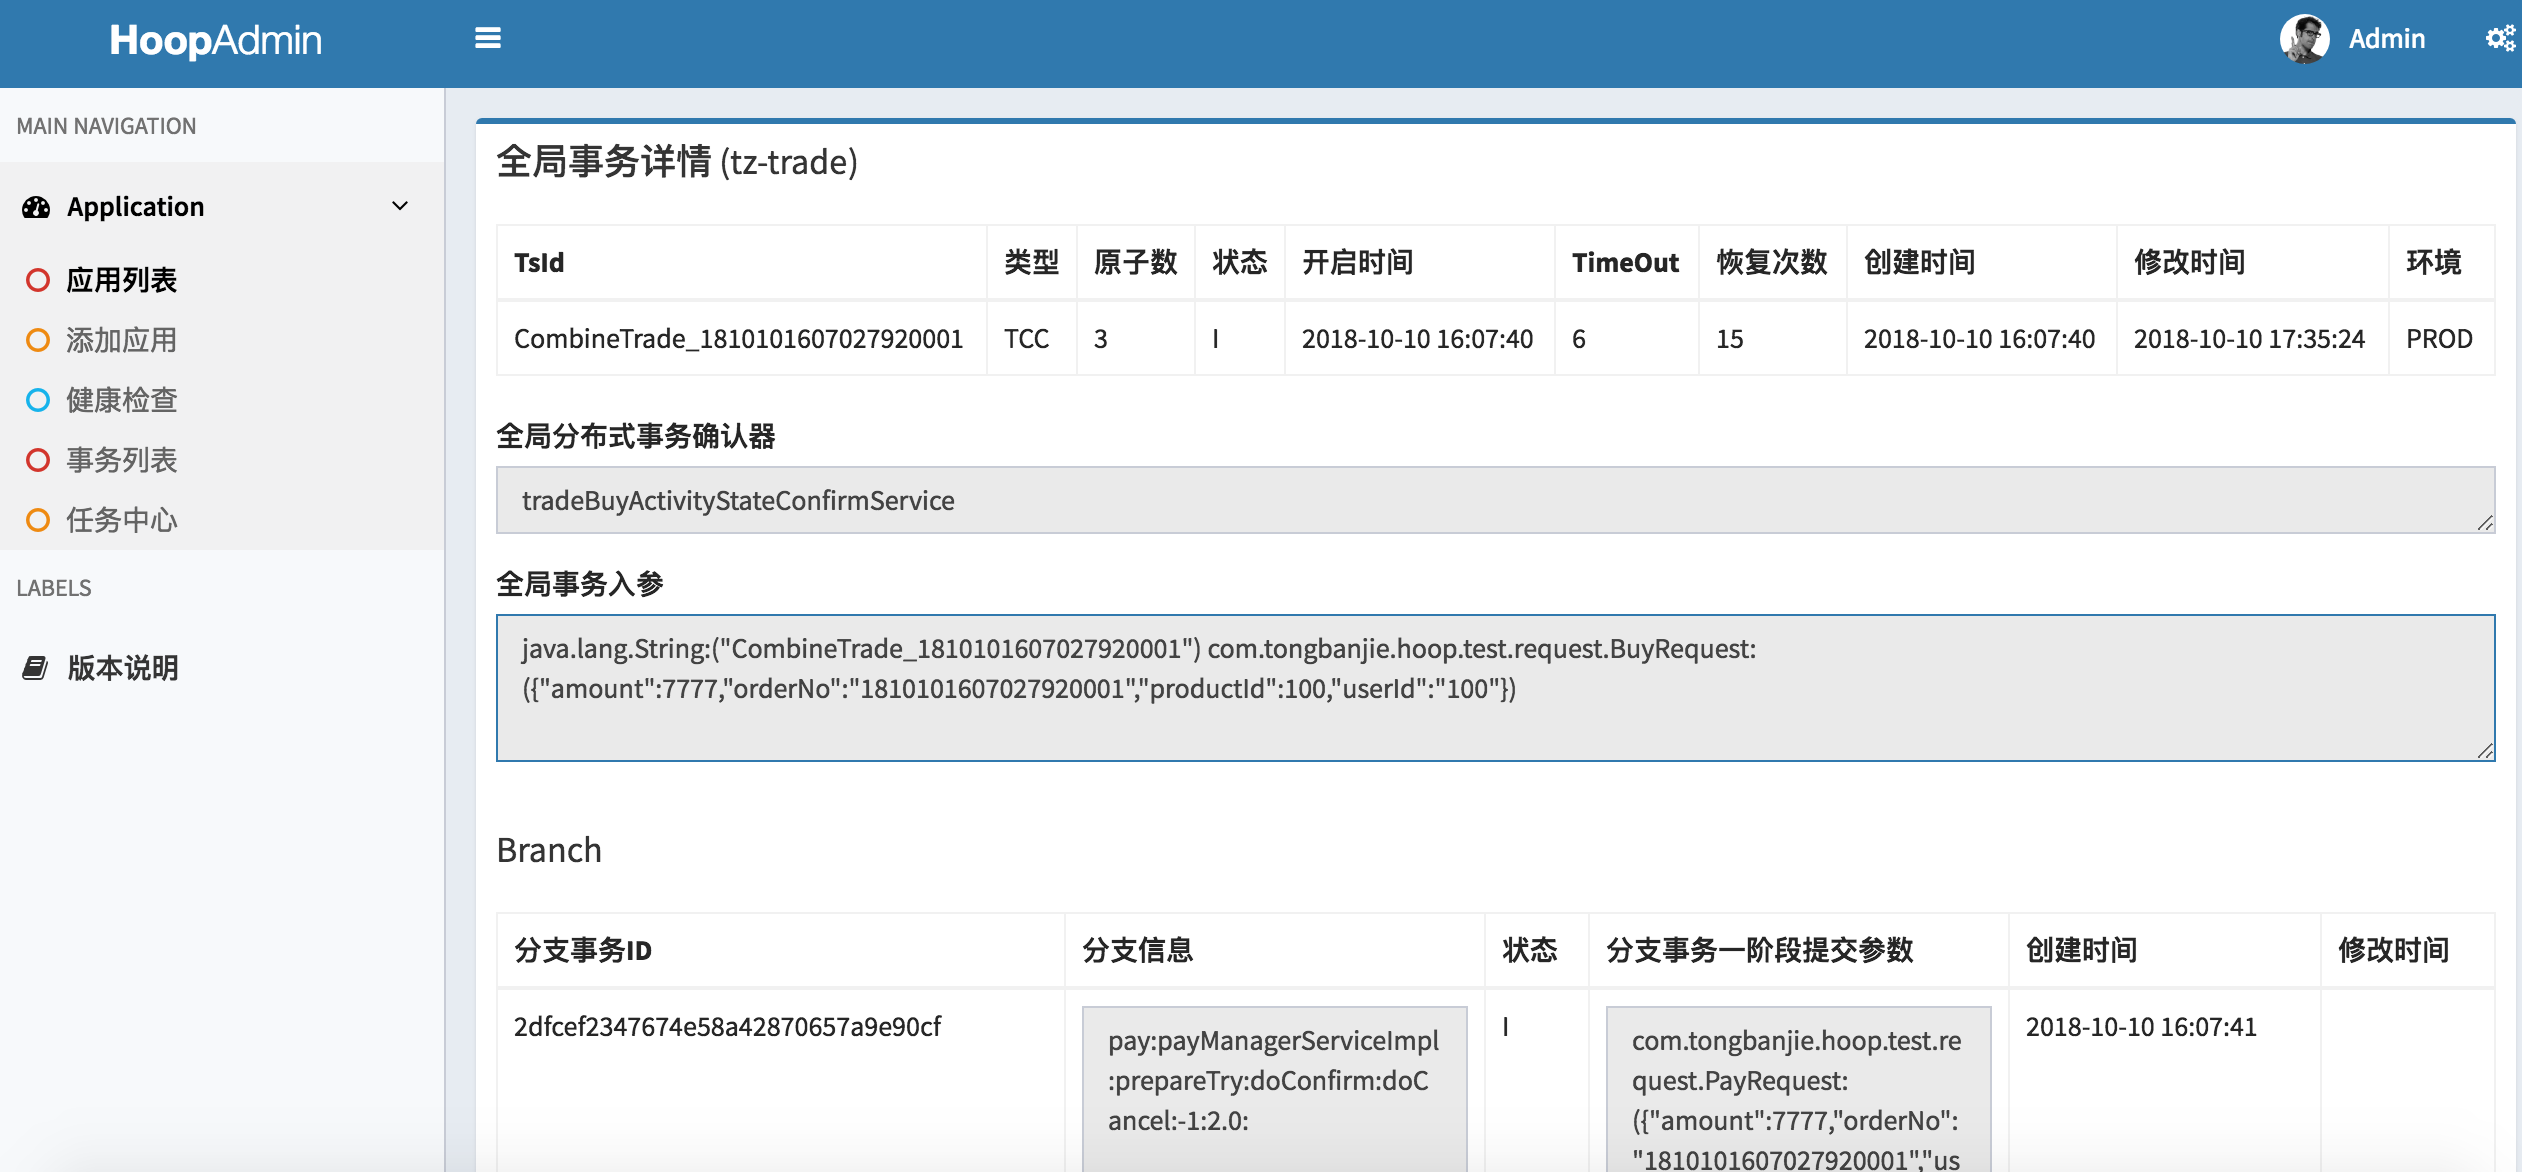 HoopAdmin
Admin
MAIN NAVIGATION
Application
应用列表
添加应用
健康检查
事务列表
任务中心
LABELS
版本说明
全局事务详情 (tz-trade)
TsId 类型 原子数 状态 开启时间 TimeOut 恢复次数 创建时间 修改时间 环境
CombineTrade_1810101607027920001 TCC 3 I 2018-10-10 16:07:40 6 15 2018-10-10 16:07:40 2018-10-10 17:35:24 PROD
全局分布式事务确认器
tradeBuyActivityStateConfirmService
全局事务入参
java.lang.String:("CombineTrade_1810101607027920001") com.tongbanjie.hoop.test.request.BuyRequest:
({"amount":7777,"orderNo":"1810101607027920001","productId":100,"userId":"100"})
Branch
分支事务ID 分支信息 状态 分支事务一阶段提交参数 创建时间 修改时间
2dfcef2347674e58a42870657a9e90cf
pay:payManagerServiceImpl
:prepareTry:doConfirm:doC
ancel:-1:2.0:
I
com.tongbanjie.hoop.test.re
quest.PayRequest:
({"amount":7777,"orderNo":
"1810101607027920001","us
2018-10-10 16:07:41